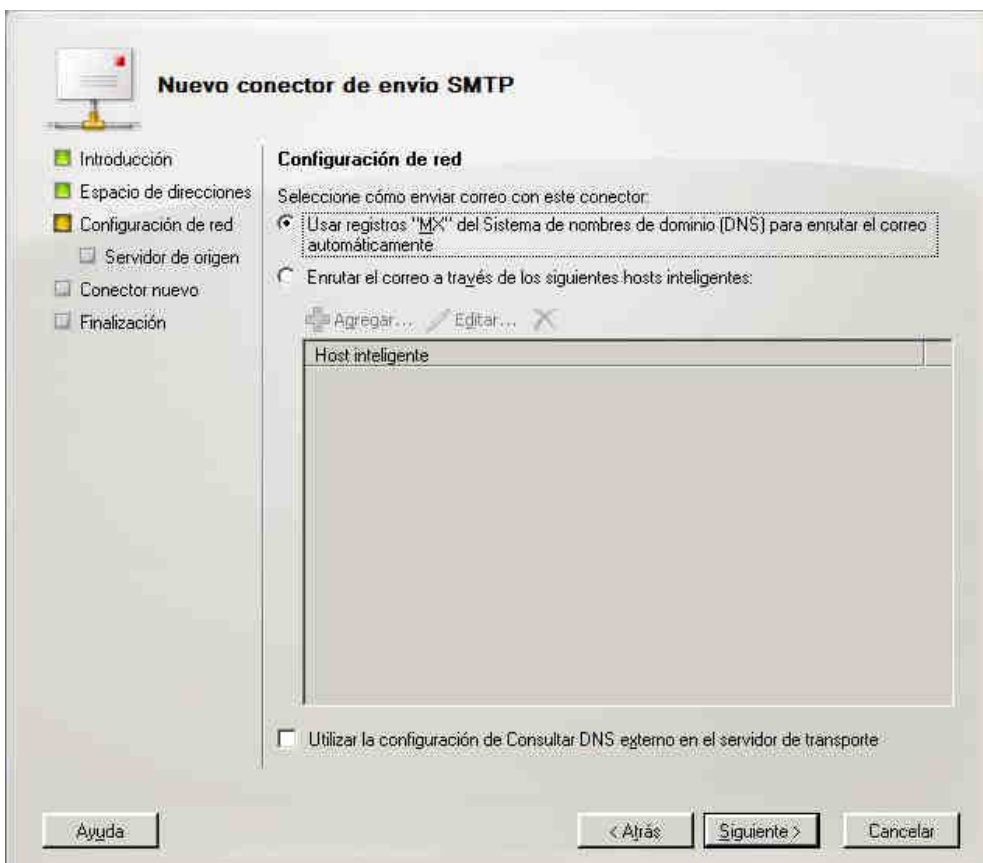 Nuevo conector de envío SMTP
Introducción
Espacio de direcciones
Configuración de red
Servidor de origen
Conector nuevo
Finalización
Configuración de red
Seleccione cómo enviar correo con este conector:
Usar registros "MX" del Sistema de nombres de dominio (DNS) para enrutar el correo
automáticamente
Enrutar el correo a través de los siguientes hosts inteligentes:
Agregar... Editar...
Host inteligente
Utilizar la configuración de Consultar DNS externo en el servidor de transporte
Ayuda
< Atrás
Siguiente >
Cancelar